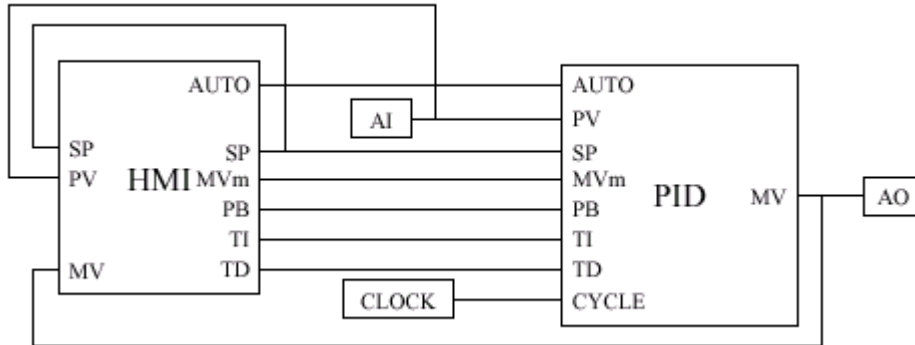 AUTO
SP
PV
HMI
SP
MVm
PB
TI
TD
MV
AI
CLOCK
AUTO
PV
SP
MVm
PB
TI
TD
CYCLE
PID
MV
AO